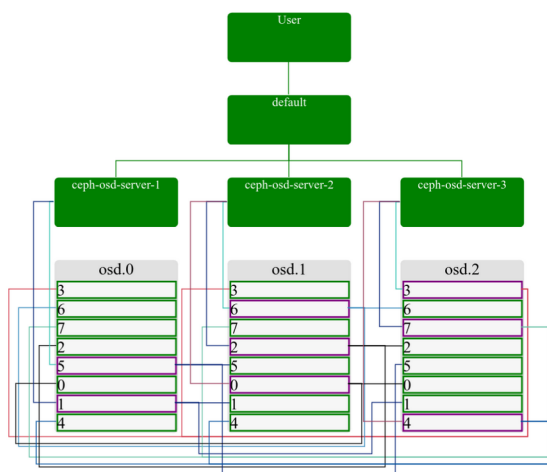 User
default
ceph-osd-server-1 ceph-osd-server-2 ceph-osd-server-3
osd.0 osd.1 osd.2
3 3 3
6 6 6
7 7 7
2 2 2
5 5 5
0 0 0
1 1 1
4 4 4